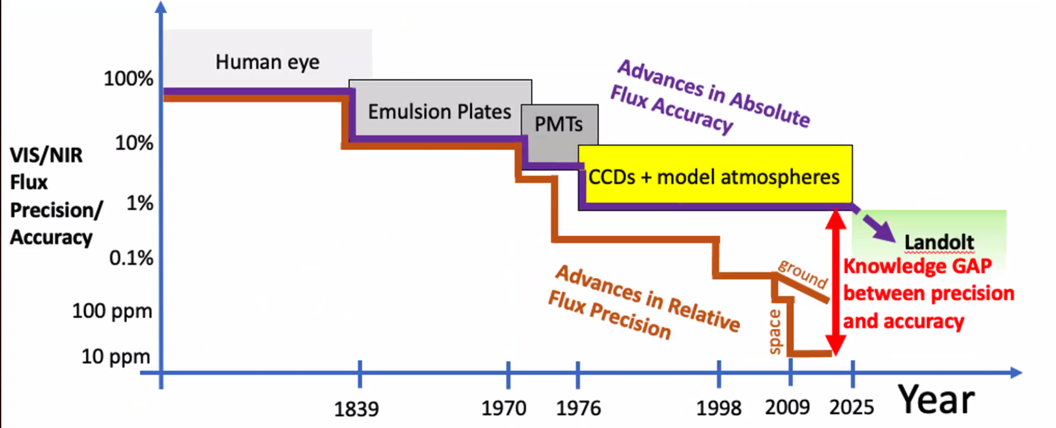 Human eye
100%
Emulsion Plates
PMTs
Advances in Absolute
Flux Accuracy
10%
VIS/NIR
Flux
Precision/
Accuracy
CCDs + model atmospheres
1%
0.1%
Landolt
Knowledge GAP
between precision
and accuracy
ground
Advances in Relative
Flux Precision
space
100 ppm
10 ppm
1839
1970
1976
1998
2009
2025
Year